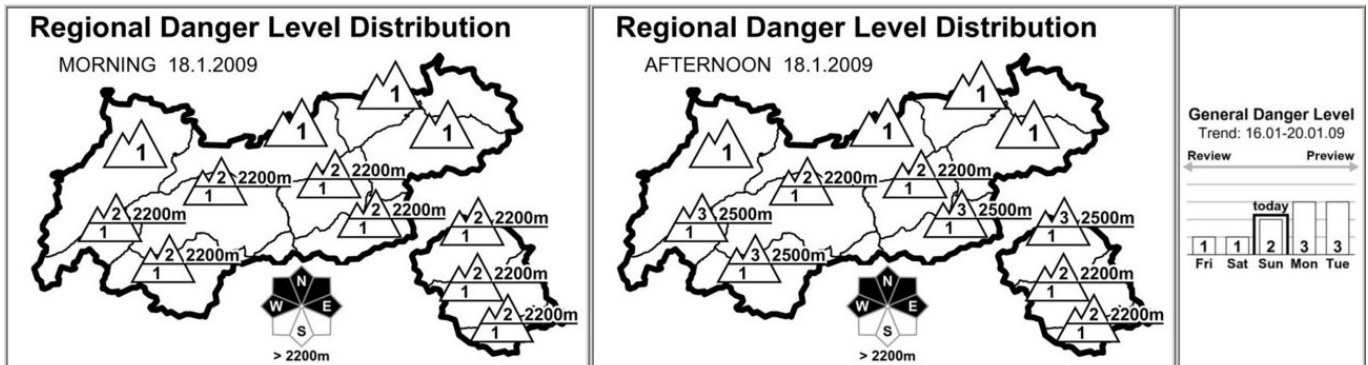 Regional Danger Level Distribution
MORNING 18.1.2009
1
1
1
1
2 2200m
1
2 2200m
1
2 2200m
1
2 2200m
1
2 2200m
1
2 2200m
1
2 2200m
1
2 2200m
1
N
W E
S
> 2200m
Regional Danger Level Distribution
AFTERNOON 18.1.2009
1
1
1
1
2 2200m
1
2 2200m
1
3 2500m
1
3 2500m
1
3 2500m
1
3 2500m
1
2 2200m
1
2 2200m
1
N
W E
S
> 2200m
General Danger Level
Trend: 16.01-20.01.09
Review Preview
today
1 1 2 3 3
Fri Sat Sun Mon Tue